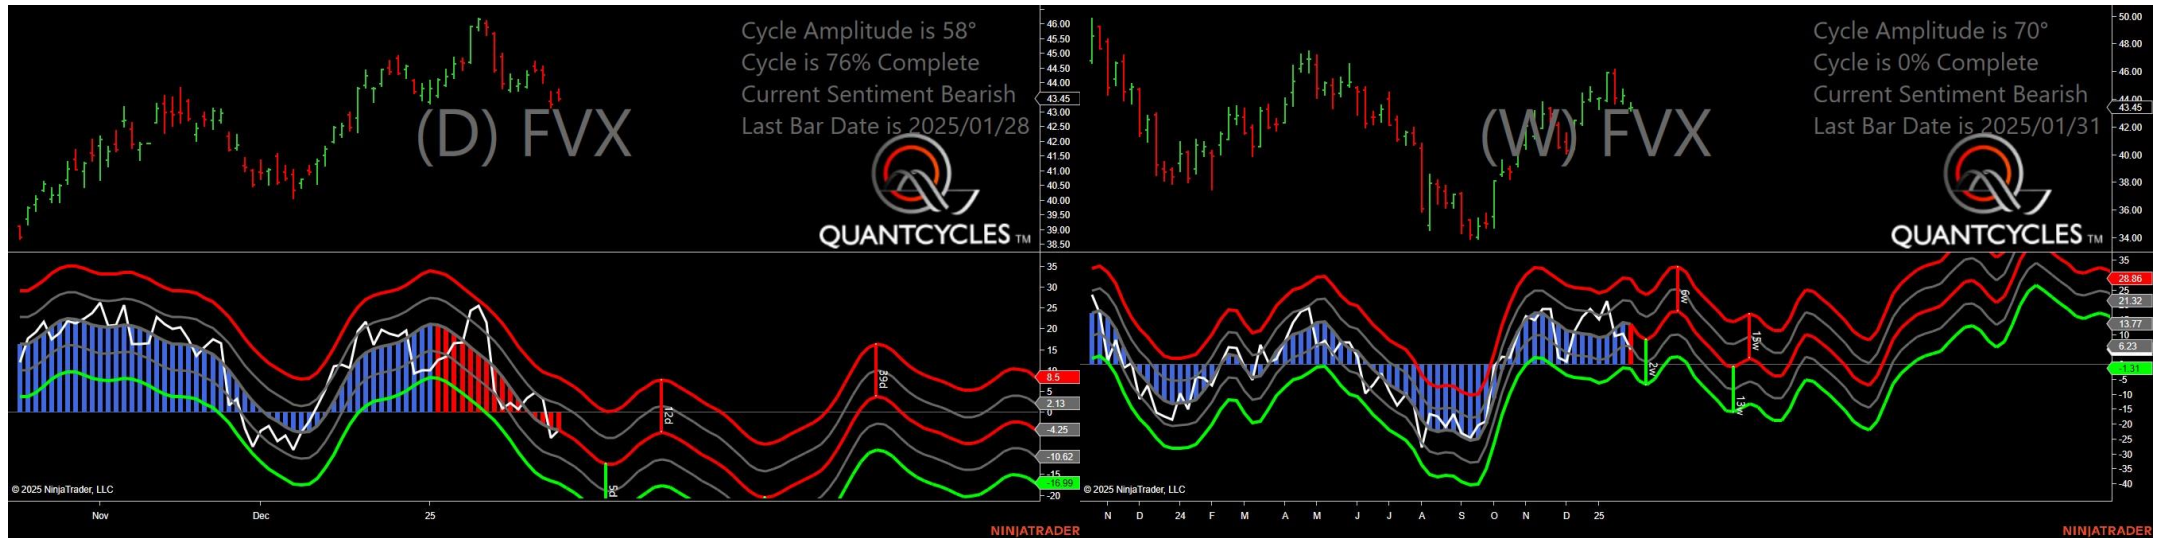 Cycle Amplitude is 58°
Cycle is 76% Complete
Current Sentiment Bearish
Last Bar Date is 2025/01/28
(D) FVX
QUANTCYCLES TM
46.00
45.50
45.00
44.50
44.00
43.45
43.00
42.50
42.00
41.50
41.00
40.50
40.00
39.50
39.00
38.50
35
30
25
20
15
10
8.5
5
2.13
0
-4.25
-10.62
-15
-16.99
-20
12d
39d
5d
© 2025 NinjaTrader, LLC
Nov Dec 25
NINJATRADER
Cycle Amplitude is 70°
Cycle is 0% Complete
Current Sentiment Bearish
Last Bar Date is 2025/01/31
(W) FVX
QUANTCYCLES TM
50.00
48.00
46.00
44.00
43.45
42.00
40.00
38.00
36.00
34.00
35
28.86
25
21.32
13.77
10
6.23
-1.31
-5
-10
-15
-20
-25
-30
-35
-40
6w
15w
2w
13w
© 2025 NinjaTrader, LLC
N D 24 F M A M J J A S O N D 25
NINJATRADER